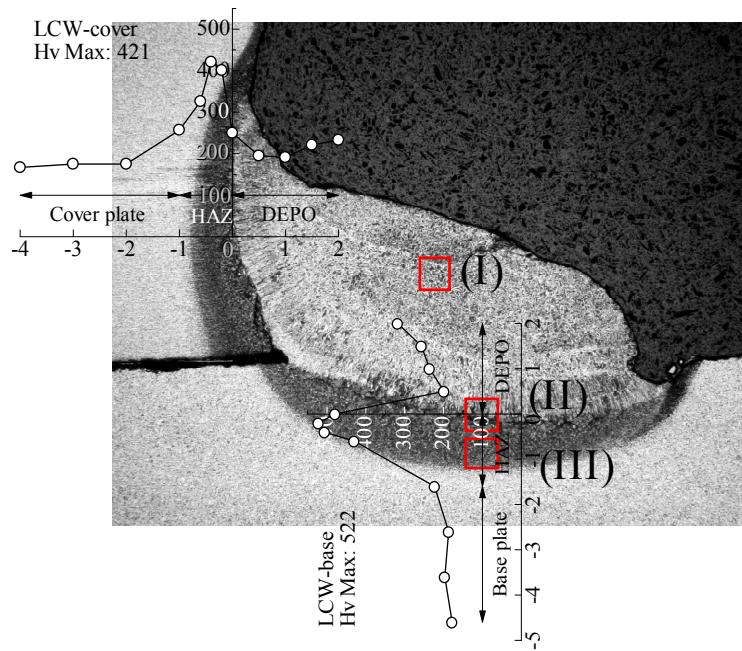 500
LCW-cover
Hv Max: 421
400
300
200
100
Cover plate
HAZ
DEPO
-4
-3
-2
-1
0
1
2
(I)
2
1
0
-1
-2
-3
-4
-5
DEPO
HAZ
Base plate
400
300
200
100
(II)
(III)
LCW-base
Hv Max: 522